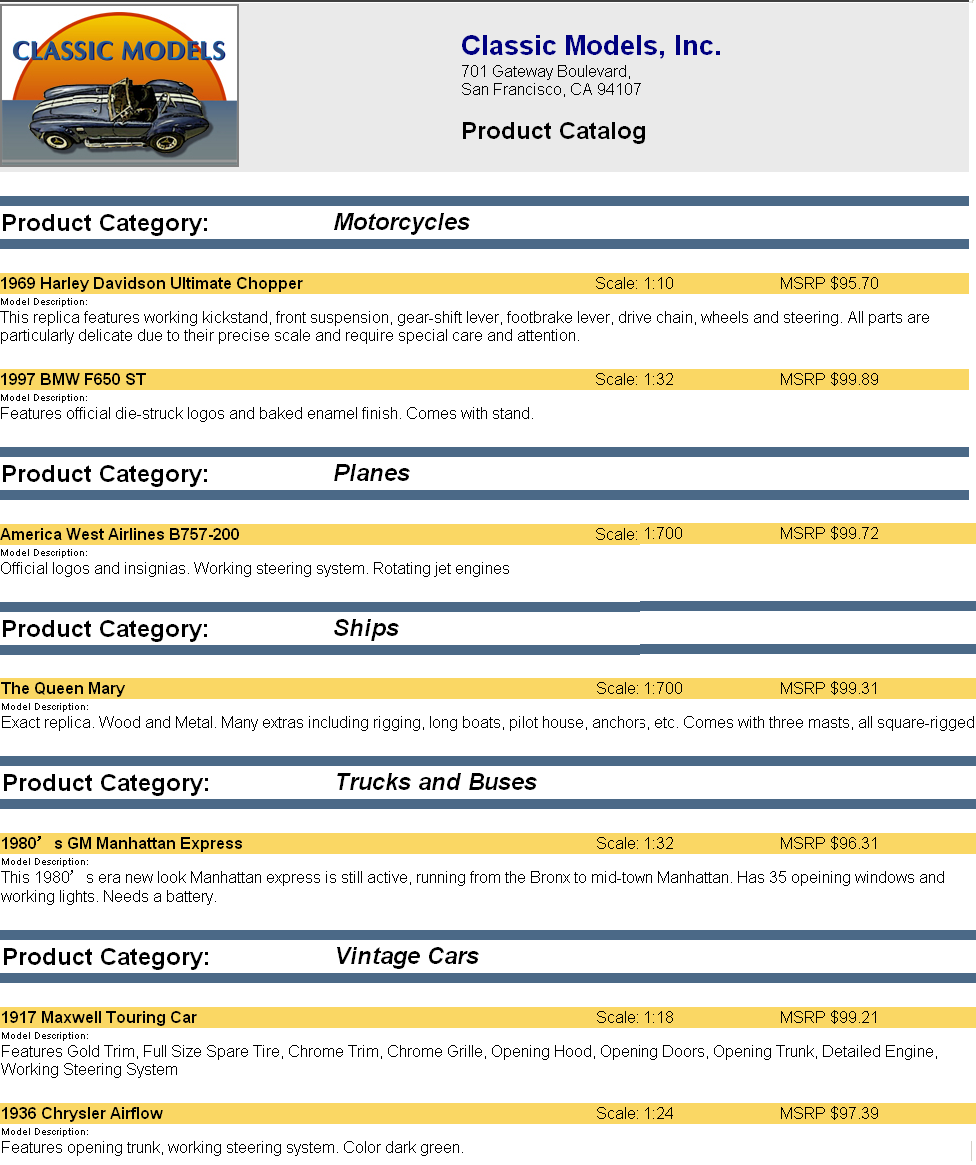 CLASSIC MODELS
Classic Models, Inc.
701 Gateway Boulevard,
San Francisco, CA 94107
Product Catalog
Product Category: Motorcycles
1969 Harley Davidson Ultimate Chopper Scale: 1:10 MSRP $95.70
Model Description:
This replica features working kickstand, front suspension, gear-shift lever, footbrake lever, drive chain, wheels and steering. All parts are
particularly delicate due to their precise scale and require special care and attention.
1997 BMW F650 ST Scale: 1:32 MSRP $99.89
Model Description:
Features official die-struck logos and baked enamel finish. Comes with stand.
Product Category: Planes
America West Airlines B757-200 Scale: 1:700 MSRP $99.72
Model Description:
Official logos and insignias. Working steering system. Rotating jet engines
Product Category: Ships
The Queen Mary Scale: 1:700 MSRP $99.31
Model Description:
Exact replica. Wood and Metal. Many extras including rigging, long boats, pilot house, anchors, etc. Comes with three masts, all square-rigged
Product Category: Trucks and Buses
1980’s GM Manhattan Express Scale: 1:32 MSRP $96.31
Model Description:
This 1980’s era new look Manhattan express is still active, running from the Bronx to mid-town Manhattan. Has 35 opeining windows and
working lights. Needs a battery.
Product Category: Vintage Cars
1917 Maxwell Touring Car Scale: 1:18 MSRP $99.21
Model Description:
Features Gold Trim, Full Size Spare Tire, Chrome Trim, Chrome Grille, Opening Hood, Opening Doors, Opening Trunk, Detailed Engine,
Working Steering System
1936 Chrysler Airflow Scale: 1:24 MSRP $97.39
Model Description:
Features opening trunk, working steering system. Color dark green.